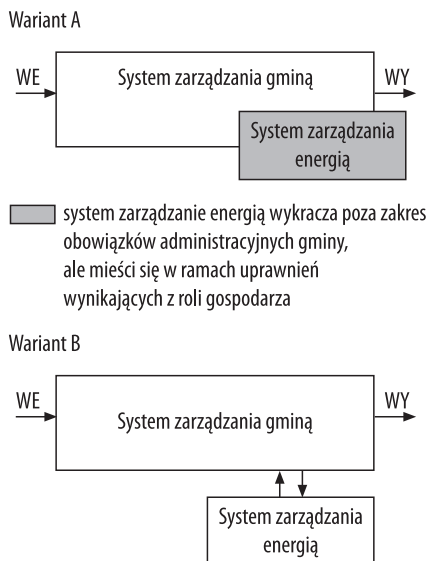 Wariant A
WE
System zarządzania gminą
WY
System zarządzania
energią
system zarządzanie energią wykracza poza zakres
obowiązków administracyjnych gminy,
ale mieści się w ramach uprawnień
wynikających z roli gospodarza
Wariant B
WE
System zarządzania gminą
WY
System zarządzania
energią